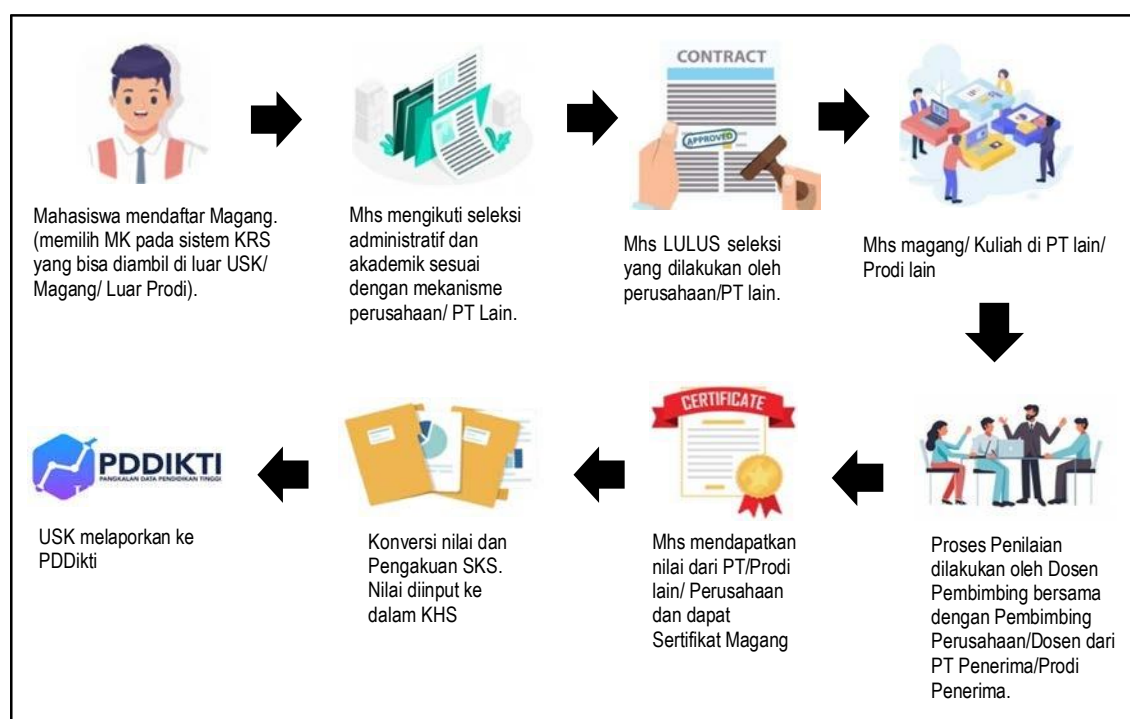 Mahasiswa mendaftar Magang.
(memilih MK pada sistem KRS
yang bisa diambil di luar USK/
Magang/ Luar Prodi).
Mhs mengikuti seleksi
administratif dan
akademik sesuai
dengan mekanisme
perusahaan/ PT Lain.
CONTRACT
APPROVED
Mhs LULUS seleksi
yang dilakukan oleh
perusahaan/PT lain.
Mhs magang/ Kuliah di PT lain/
Prodi lain
Proses Penilaian
dilakukan oleh Dosen
Pembimbing bersama
dengan Pembimbing
Perusahaan/Dosen dari
PT Penerima/Prodi
Penerima.
CERTIFICATE
Mhs mendapatkan
nilai dari PT/Prodi
lain/ Perusahaan
dan dapat
Sertifikat Magang
Konversi nilai dan
Pengakuan SKS.
Nilai diinput ke
dalam KHS
PDDIKTI
PANGKALAN DATA PENDIDIKAN TINGGI
USK melaporkan ke
PDDikti